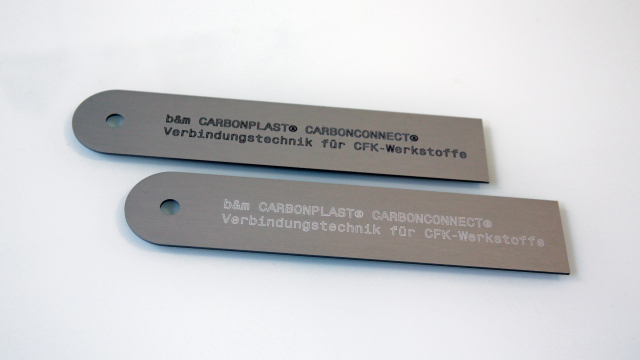 b&m CARBONPLAST® CARBONCONNECT®
Verbindungstechnik für CFK-Werkstoffe
b&m CARBONPLAST® CARBONCONNECT®
Verbindungstechnik für CFK-Werkstoffe